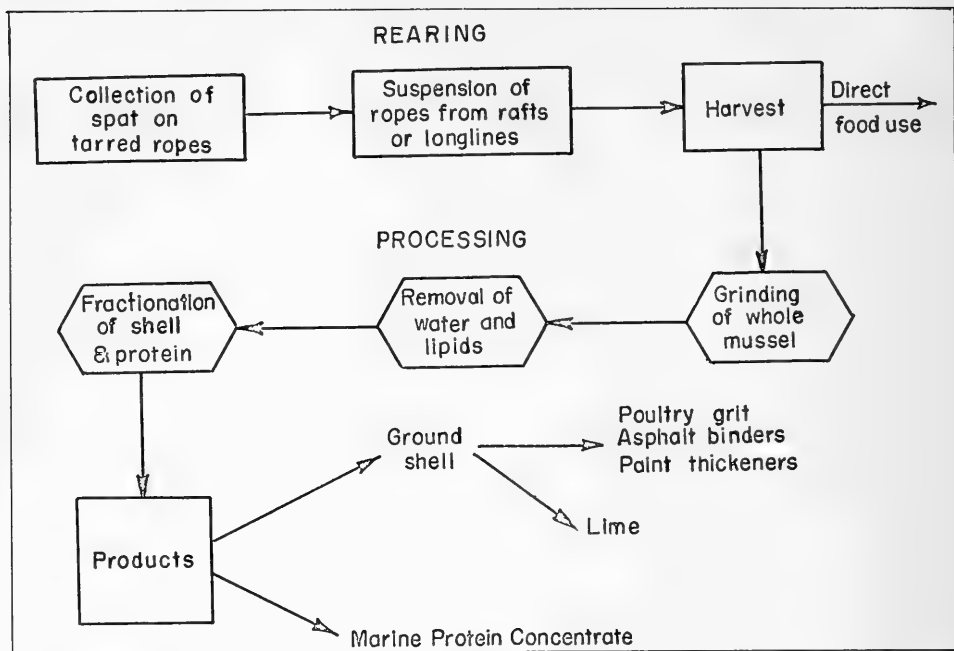 REARING
Collection of
spat on
tarred ropes
Suspension of
ropes from rafts
or longlines
Harvest
Direct
food use
PROCESSING
Fractionation
of shell
& protein
Removal of
water and
lipids
Grinding
of whole
mussel
Products
Ground
shell
Poultry grit
Asphalt binders
Paint thickeners
Lime
Marine Protein Concentrate